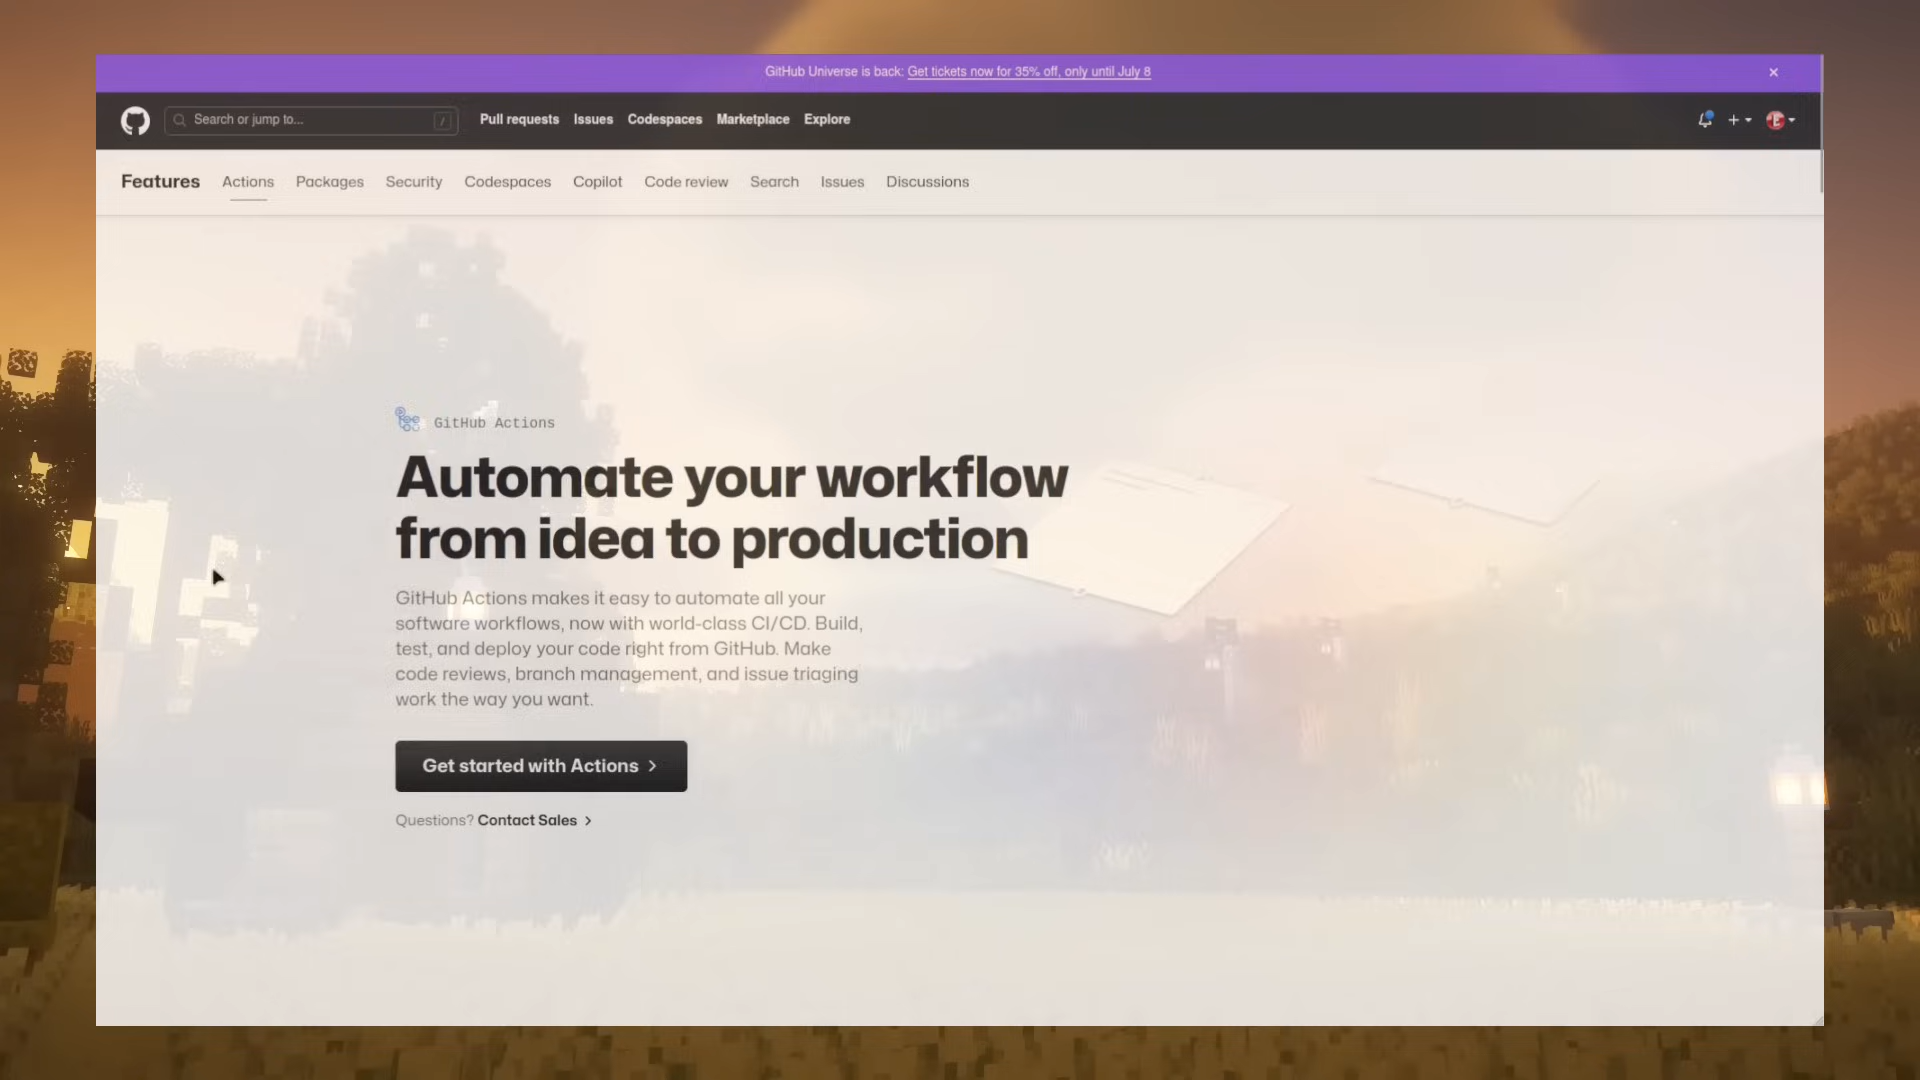 GitHub Universe is back: Get tickets now for 35% off, only until July 8
Search or jump to... /
Pull requests Issues Codespaces Marketplace Explore
Features Actions Packages Security Codespaces Copilot Code review Search Issues Discussions
GitHub Actions
Automate your workflow
from idea to production
GitHub Actions makes it easy to automate all your
software workflows, now with world-class CI/CD. Build,
test, and deploy your code right from GitHub. Make
code reviews, branch management, and issue triaging
work the way you want.
Get started with Actions
Questions? Contact Sales